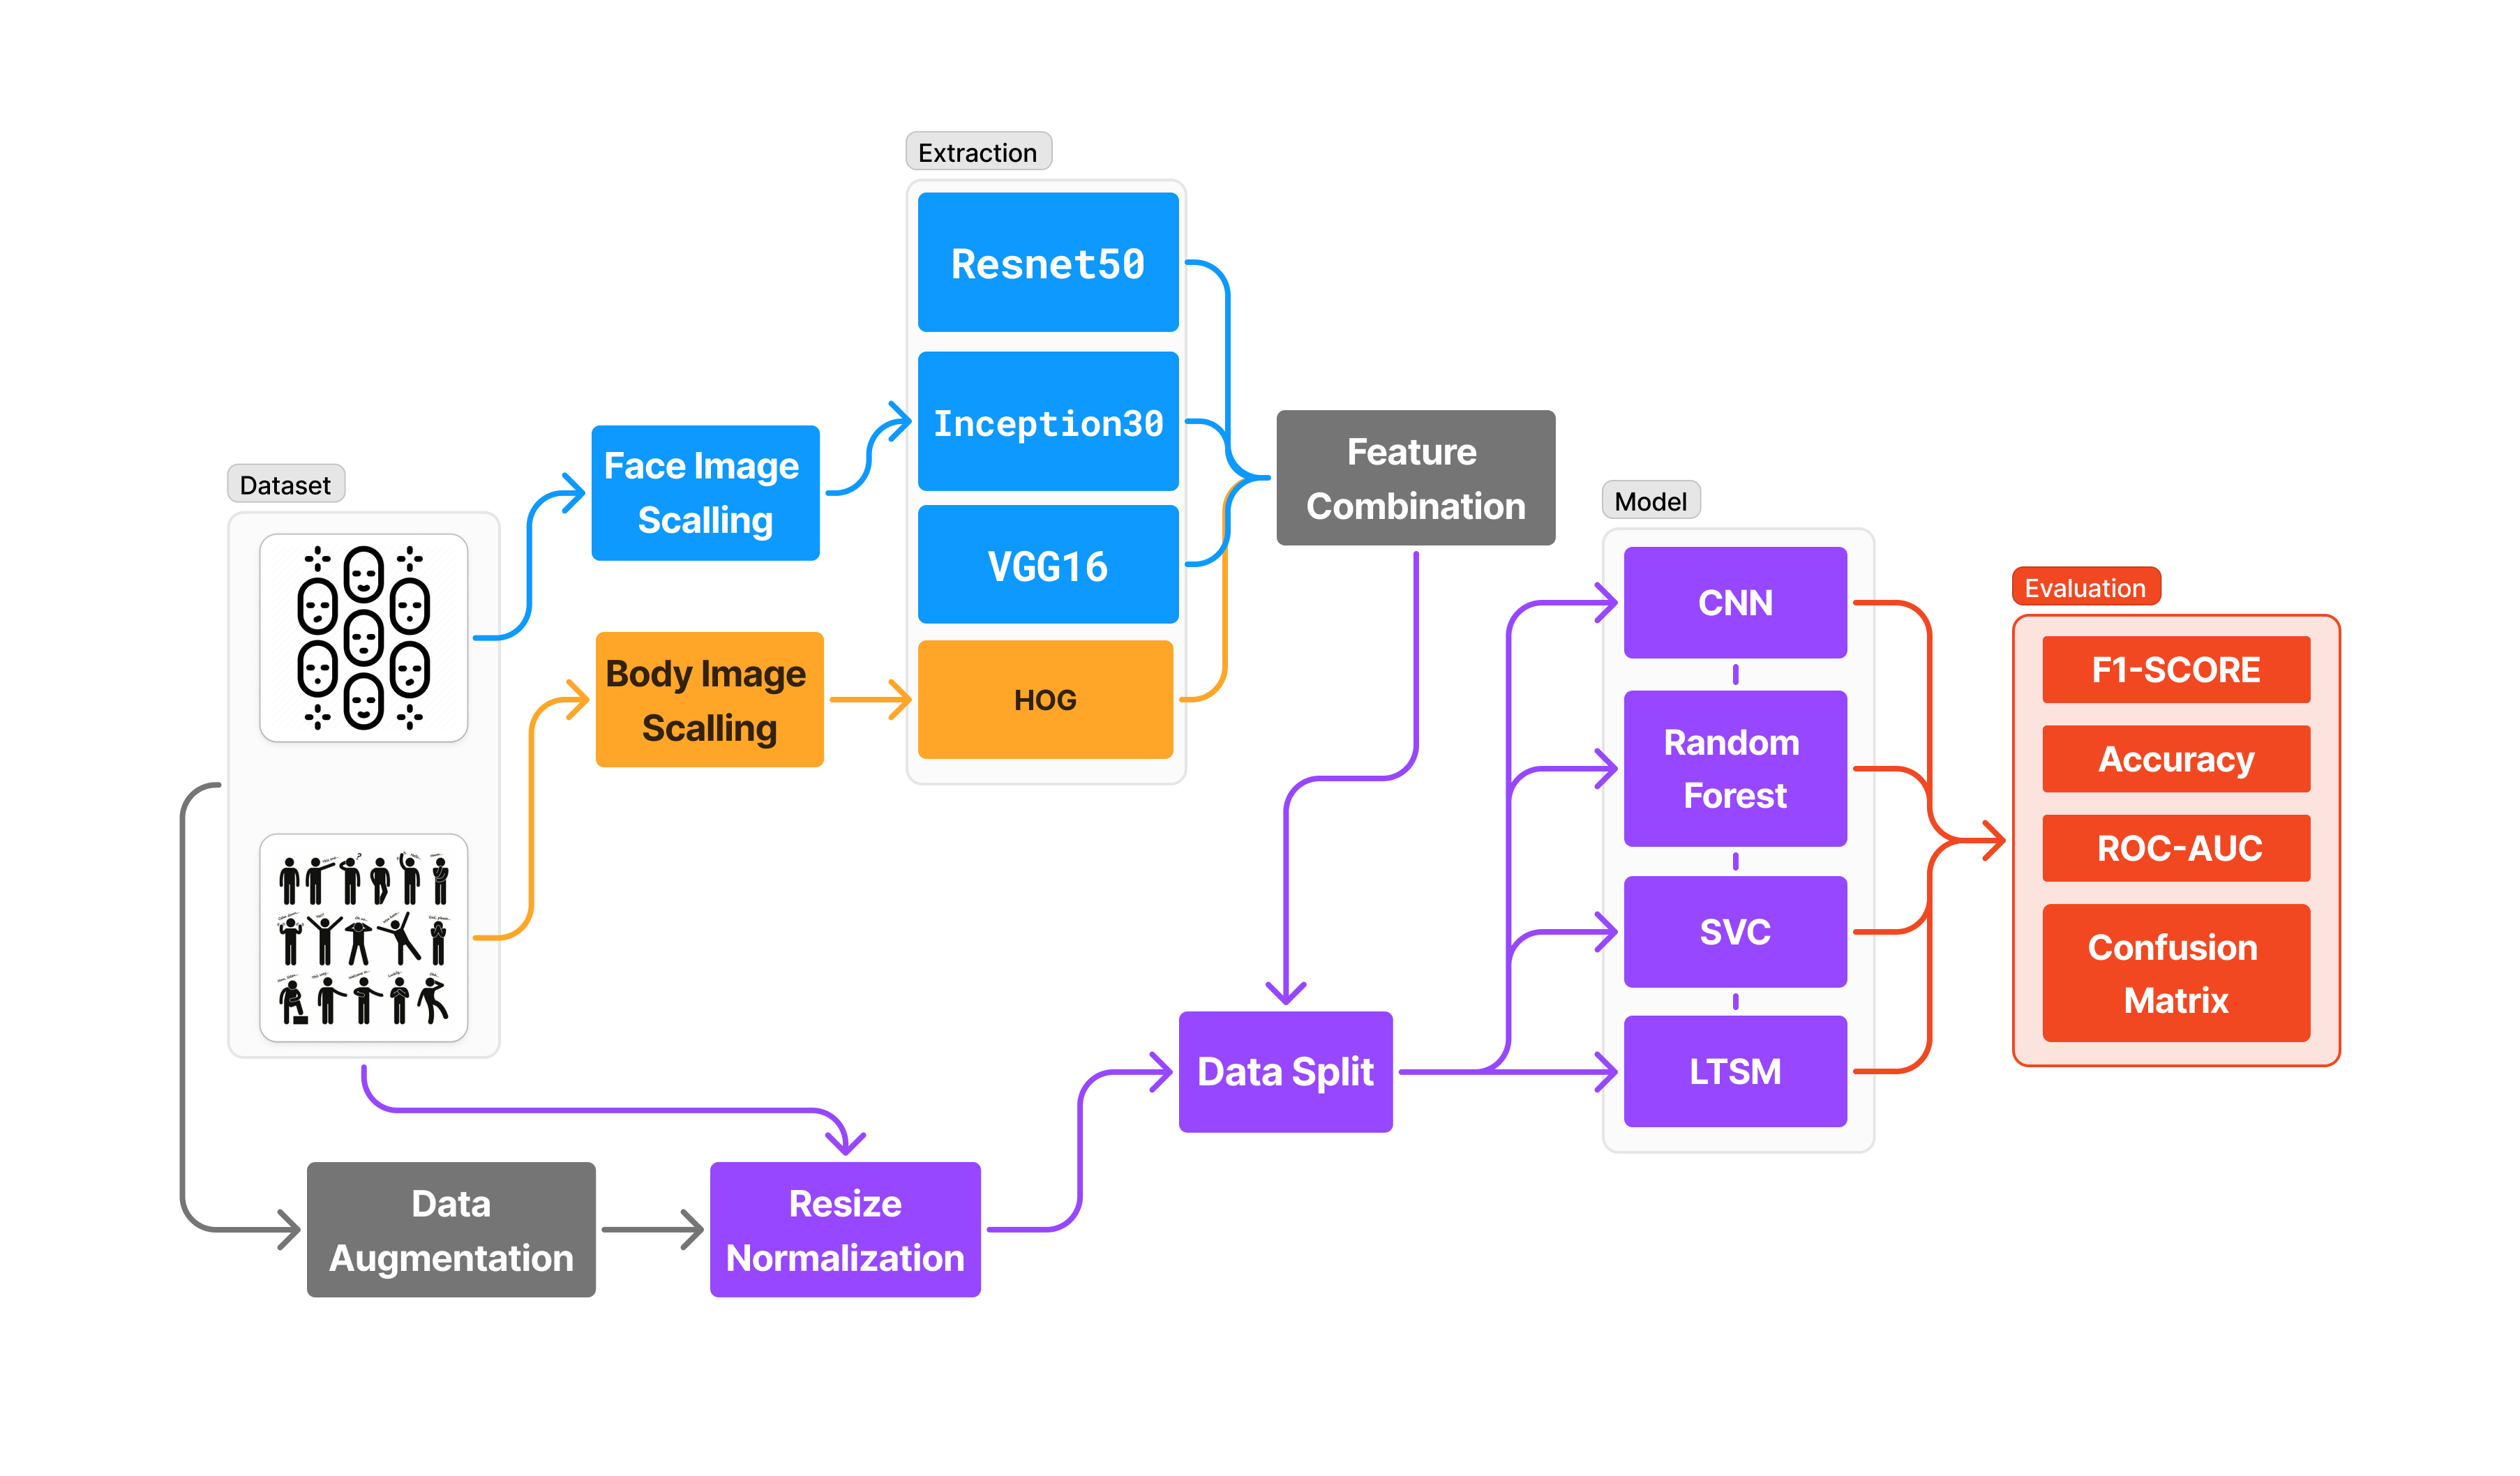 Extraction
Resnet50
Inception30
VGG16
HOG
Dataset
Face Image
Scalling
Body Image
Scalling
Feature
Combination
Model
CNN
Random
Forest
SVC
LTSM
Evaluation
F1-SCORE
Accuracy
ROC-AUC
Confusion
Matrix
Data Split
Data
Augmentation
Resize
Normalization